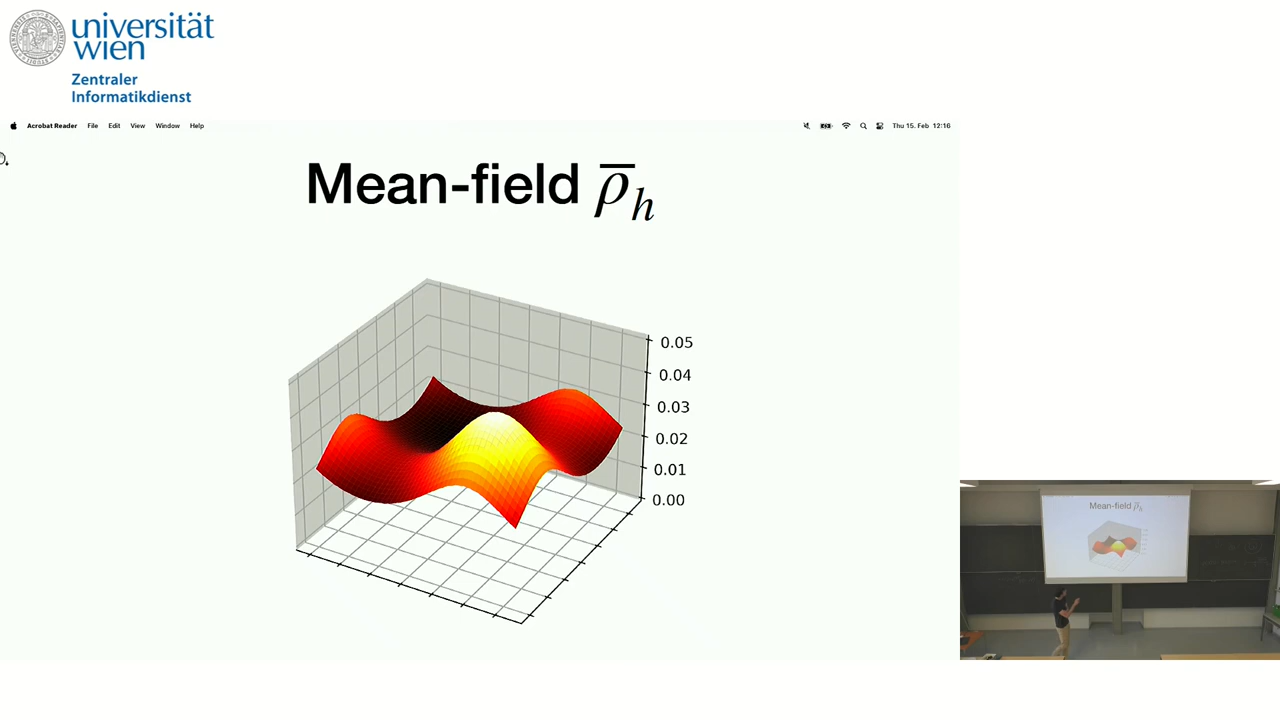 universität
wien
Zentraler
Informatikdienst
Acrobat Reader File Edit View Window Help
Thu 15. Feb 12:16
Mean-field ρ̅ₕ
0.05
0.04
0.03
0.02
0.01
0.00
Mean-field ρ̅ₕ